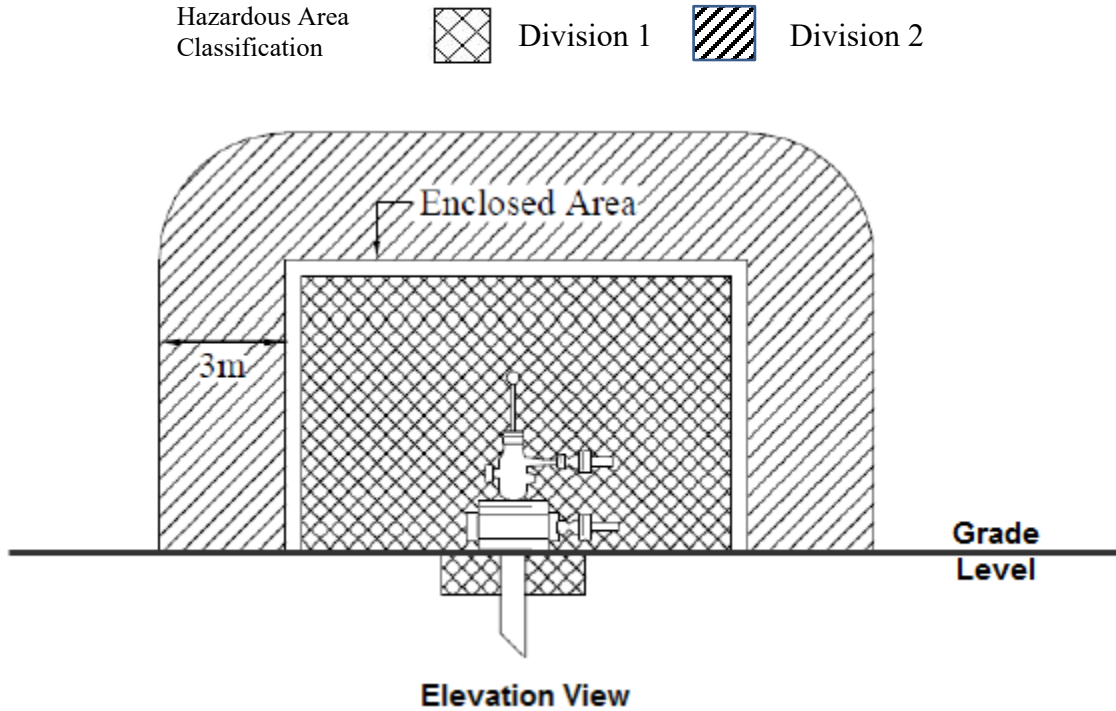 Hazardous Area
Classification
Division 1
Division 2
Enclosed Area
3m
Grade
Level
Elevation View